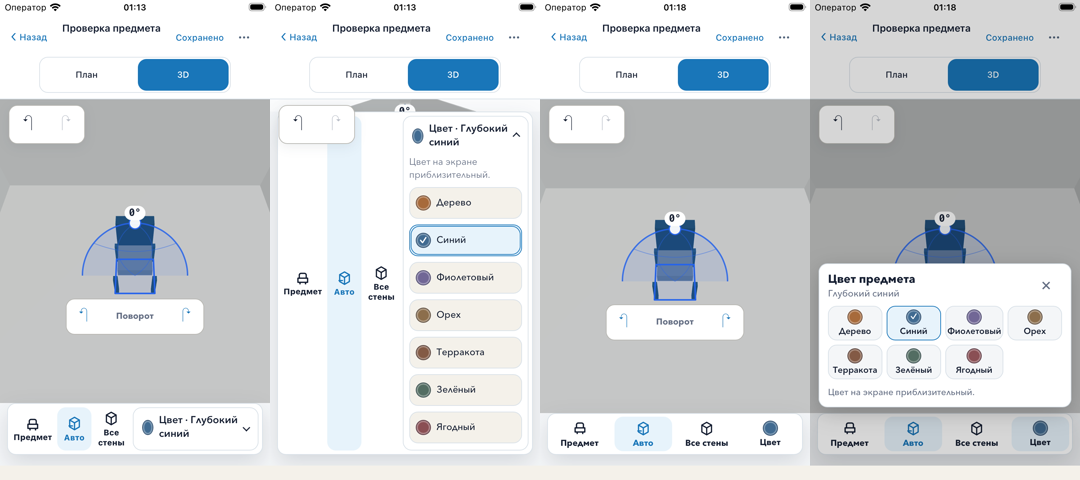 Оператор 01:13
Проверка предмета
Назад Сохранено ...
План 3D
0°
Поворот
Предмет Авто Все стены Цвет · Глубокий синий
Оператор 01:13
Проверка предмета
Назад Сохранено ...
План 3D
0°
Цвет · Глубокий
синий
Цвет на экране
приблизительный.
Дерево
Синий
Фиолетовый
Орех
Терракота
Зелёный
Ягодный
Предмет Авто Все стены
Оператор 01:18
Проверка предмета
Назад Сохранено ...
План 3D
0°
Поворот
Предмет Авто Все стены Цвет
Оператор 01:18
Проверка предмета
Назад Сохранено ...
План 3D
0°
Цвет предмета
Глубокий синий
Дерево Синий Фиолетовый Орех
Терракота Зелёный Ягодный
Цвет на экране приблизительный.
Предмет Авто Все стены Цвет